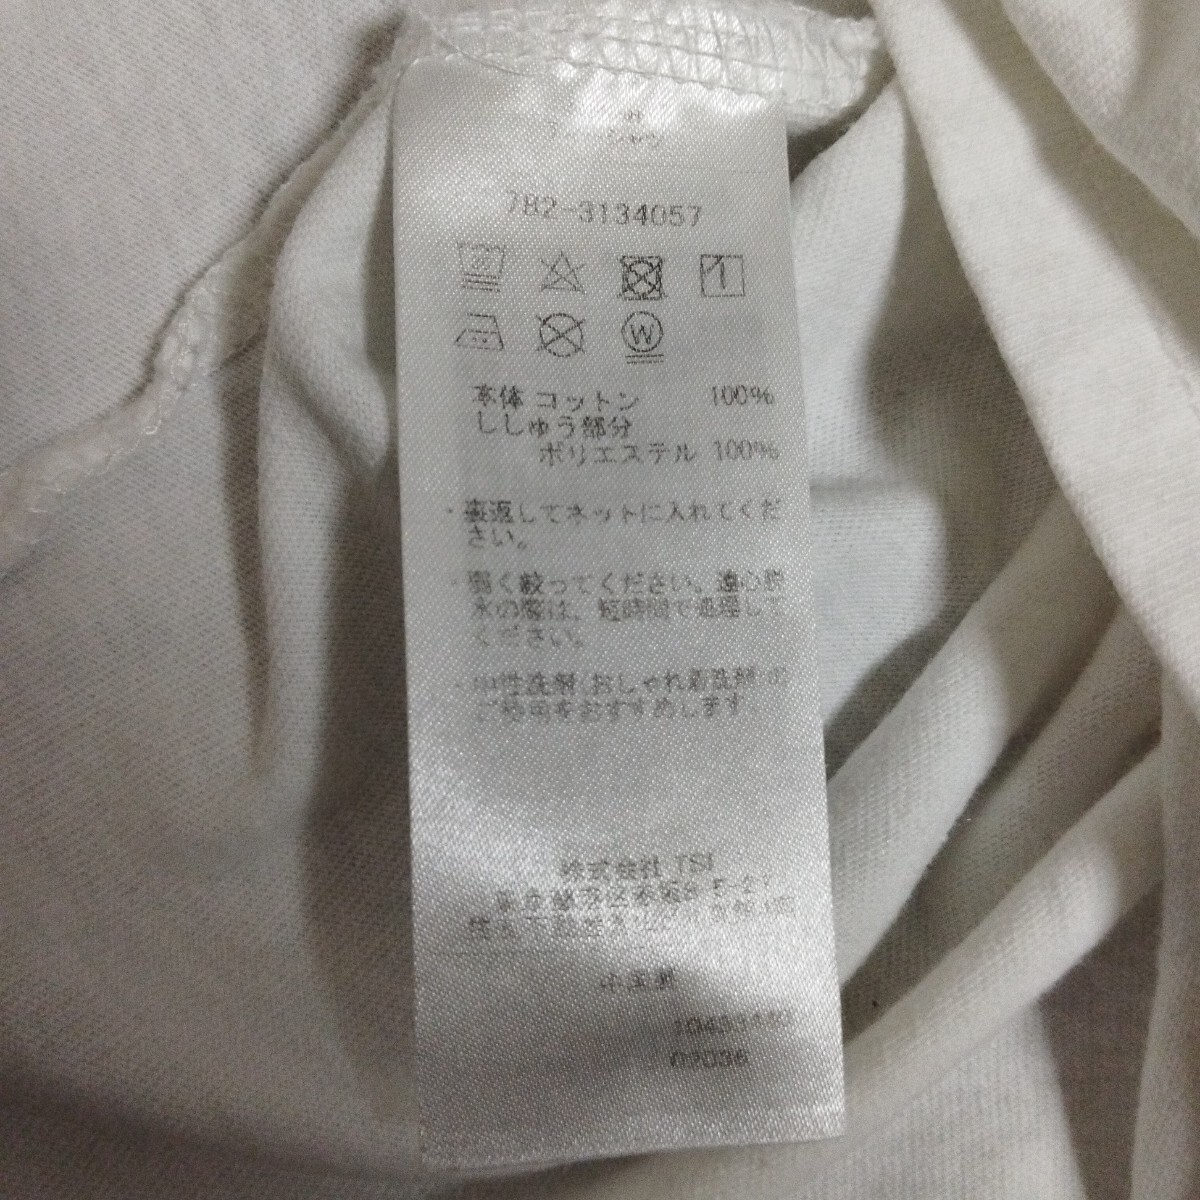 782-3134057
W
本体 コットン 100%
ししゅう部分
ポリエステル 100%
・裏返してネットに入れてくだ
さい。
・弱く絞ってください。遠心脱
水の際は、短時間で処理して
ください。
・中性洗剤(おしゃれ着洗剤)の
ご使用をおすすめします
株式会社 TSI
中国製
02036